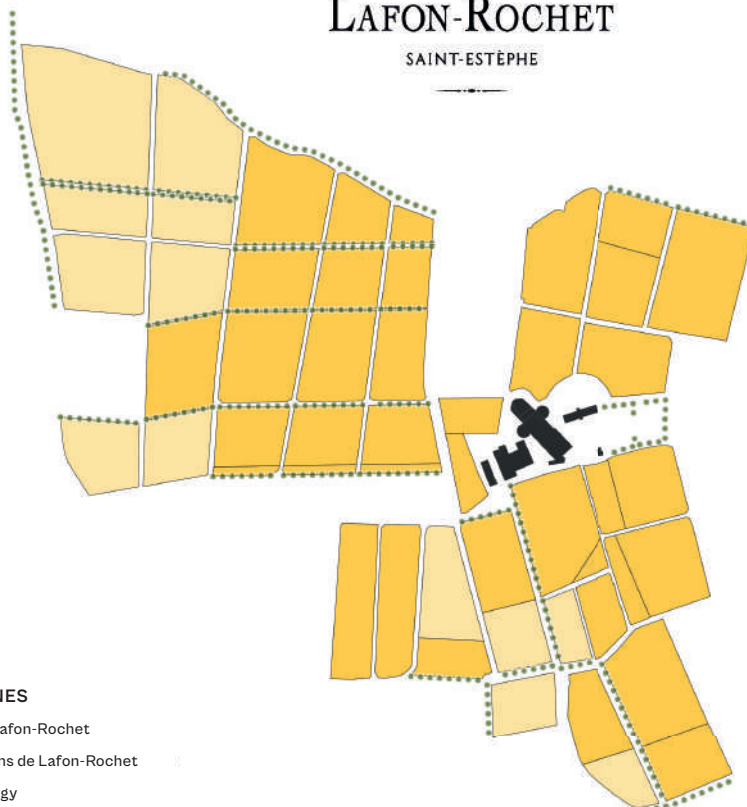 LAFON-ROCHET
SAINT-ESTÈPHE
NES
afon-Rochet
ns de Lafon-Rochet
gy